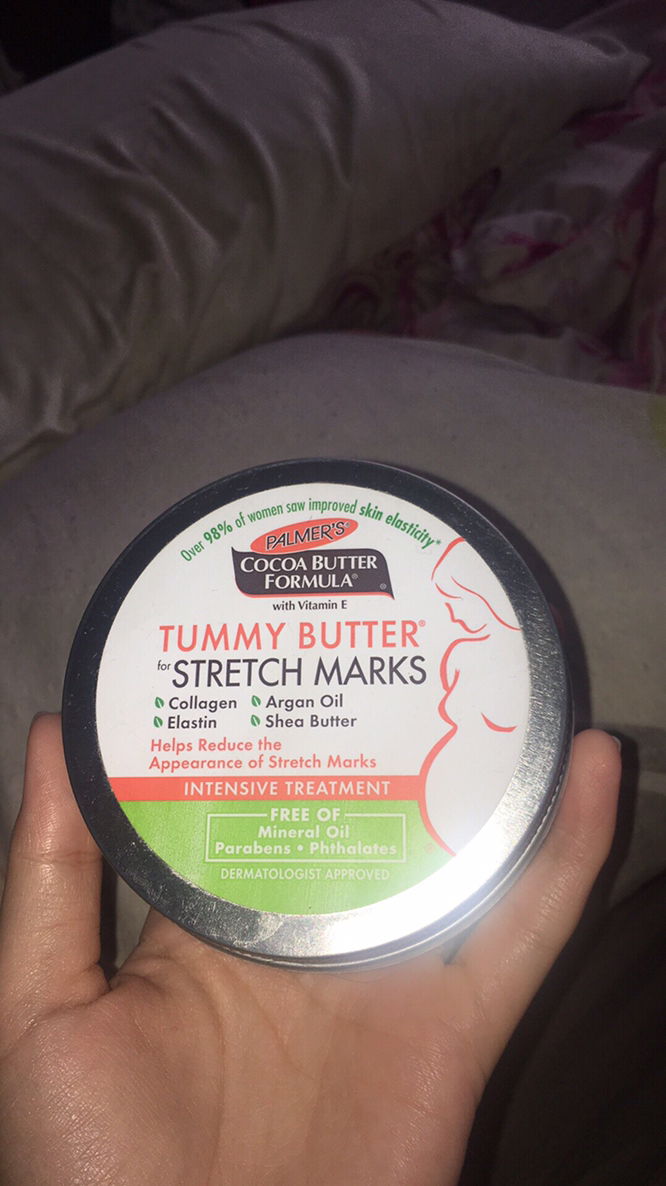 Over 98% of women saw improved skin elasticity*
PALMER'S®
COCOA BUTTER
FORMULA®
with Vitamin E
TUMMY BUTTER®
for STRETCH MARKS
Collagen Argan Oil
Elastin Shea Butter
Helps Reduce the
Appearance of Stretch Marks
INTENSIVE TREATMENT
FREE OF
Mineral Oil
Parabens • Phthalates
DERMATOLOGIST APPROVED